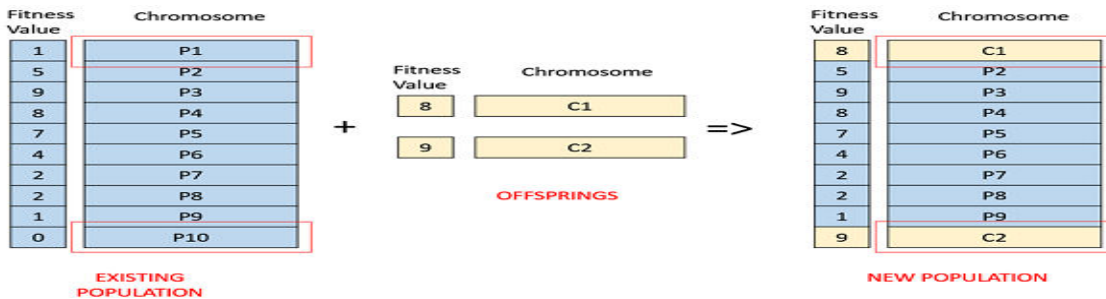 Fitness Value Chromosome
1 P1
5 P2
9 P3
8 P4
7 P5
4 P6
2 P7
2 P8
1 P9
0 P10
EXISTING
POPULATION
+
Fitness Value Chromosome
8 C1
9 C2
OFFSPRINGS
=>
Fitness Value Chromosome
8 C1
5 P2
9 P3
8 P4
7 P5
4 P6
2 P7
2 P8
1 P9
9 C2
NEW POPULATION